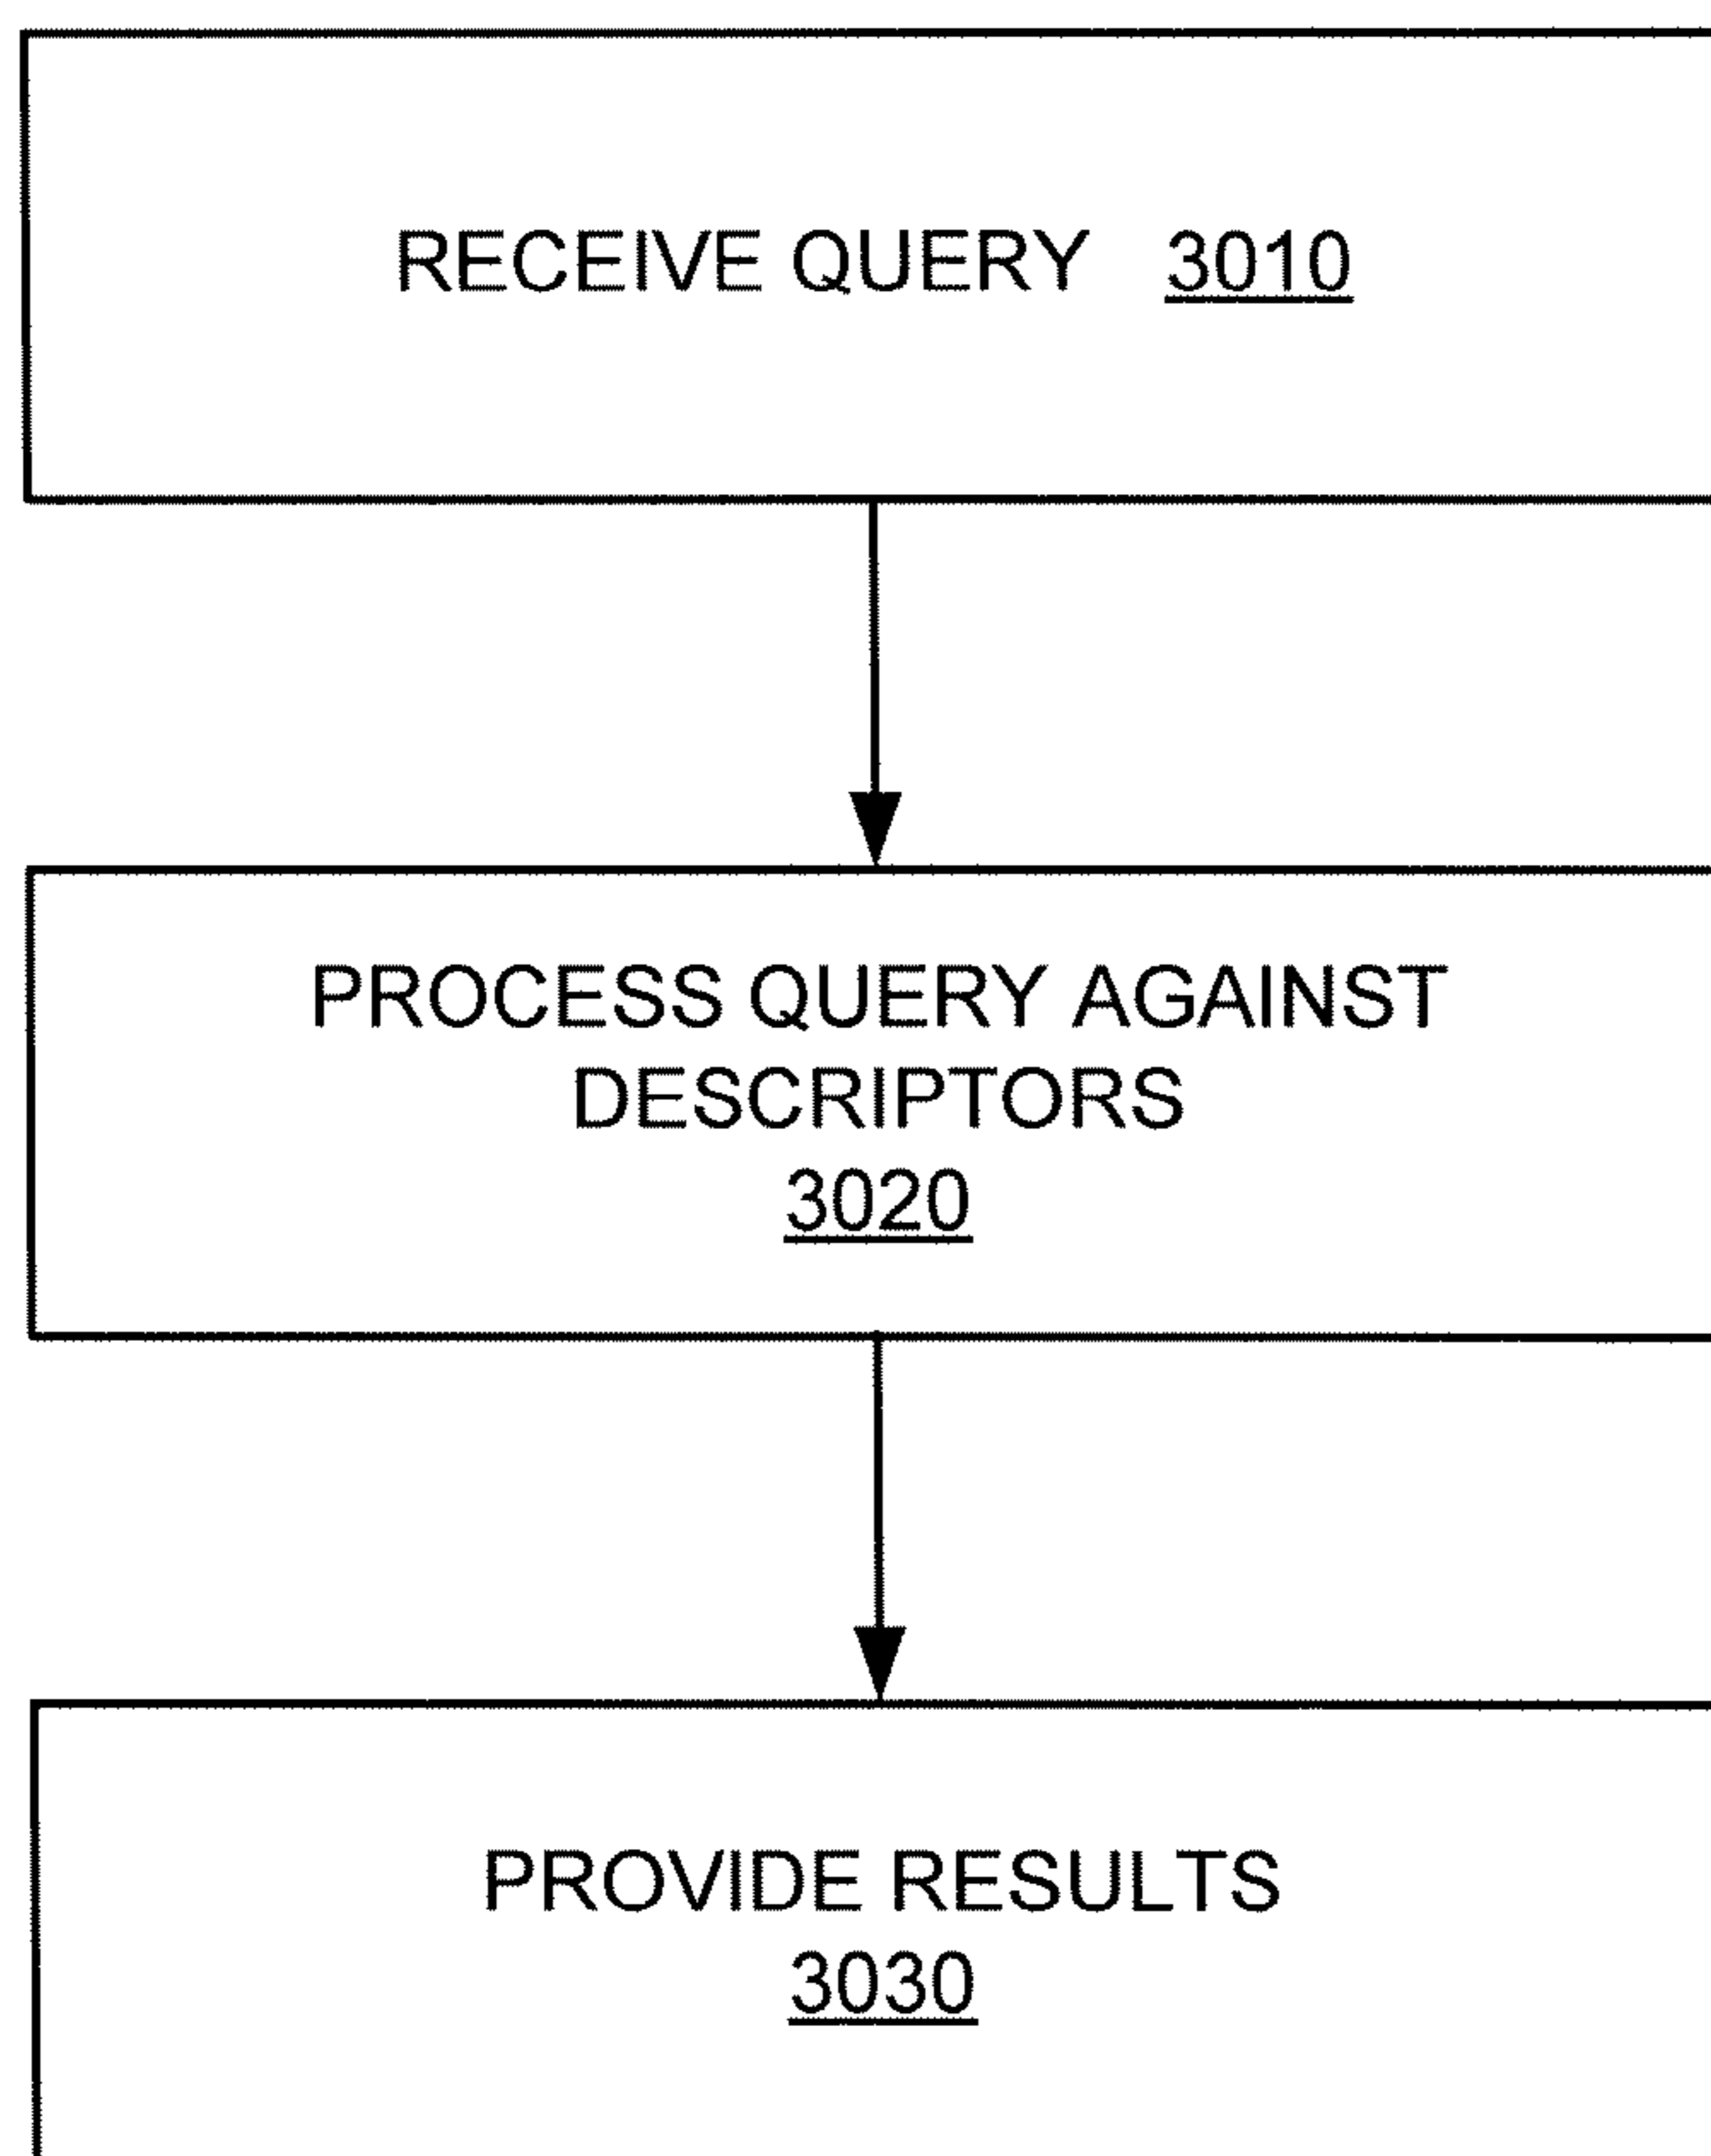 RECEIVE QUERY 3010
PROCESS QUERY AGAINST
DESCRIPTORS
3020
PROVIDE RESULTS
3030